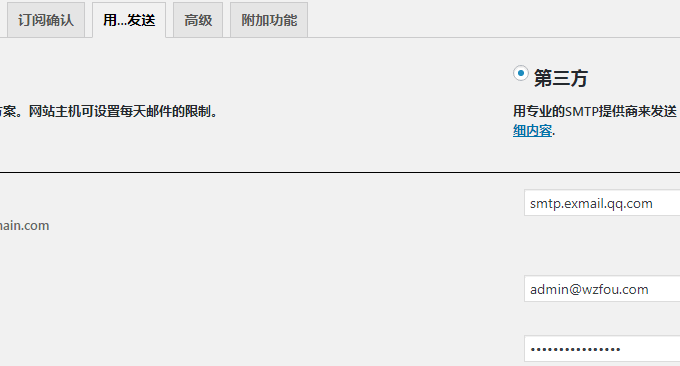 订阅确认 用...发送 高级 附加功能
第三方
方案。网站主机可设置每天邮件的限制。 用专业的SMTP提供商来发送
细内容.
smtp.exmail.qq.com
main.com
admin@wzfou.com
••••••••••••••••